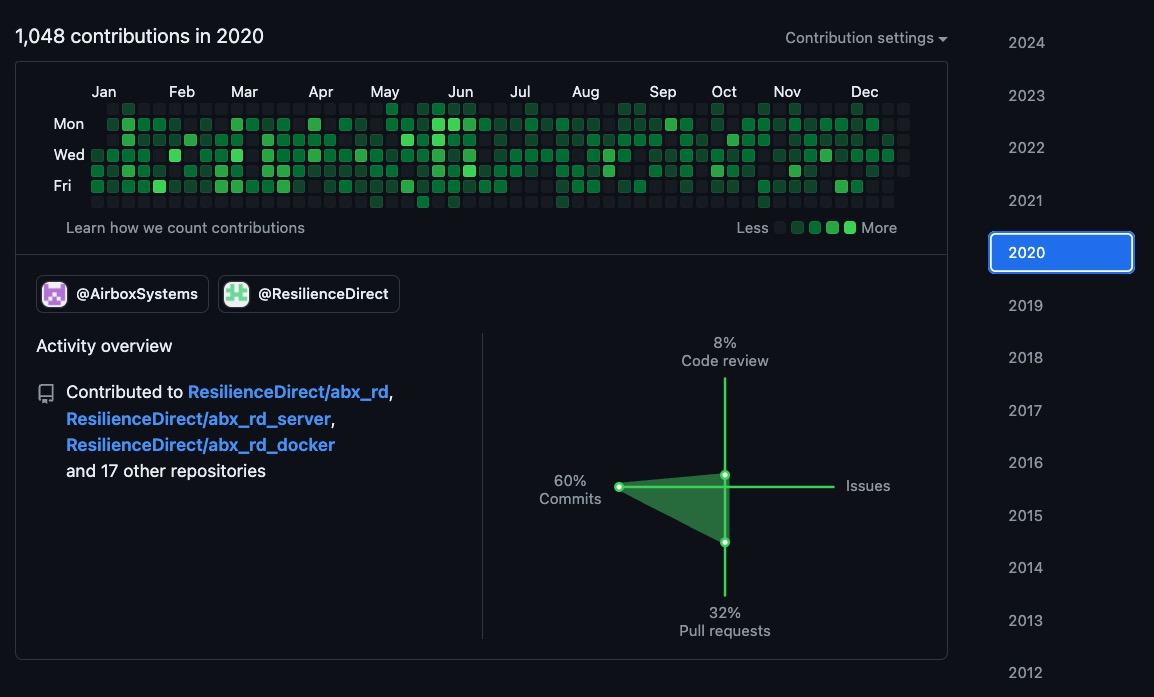 1,048 contributions in 2020
Contribution settings
Jan Feb Mar Apr May Jun Jul Aug Sep Oct Nov Dec
Mon
Wed
Fri
Learn how we count contributions
Less More
@AirboxSystems @ResilienceDirect
Activity overview
Contributed to ResilienceDirect/abx_rd,
ResilienceDirect/abx_rd_server,
ResilienceDirect/abx_rd_docker
and 17 other repositories
8%
Code review
60%
Commits
Issues
32%
Pull requests
2024
2023
2022
2021
2020
2019
2018
2017
2016
2015
2014
2013
2012